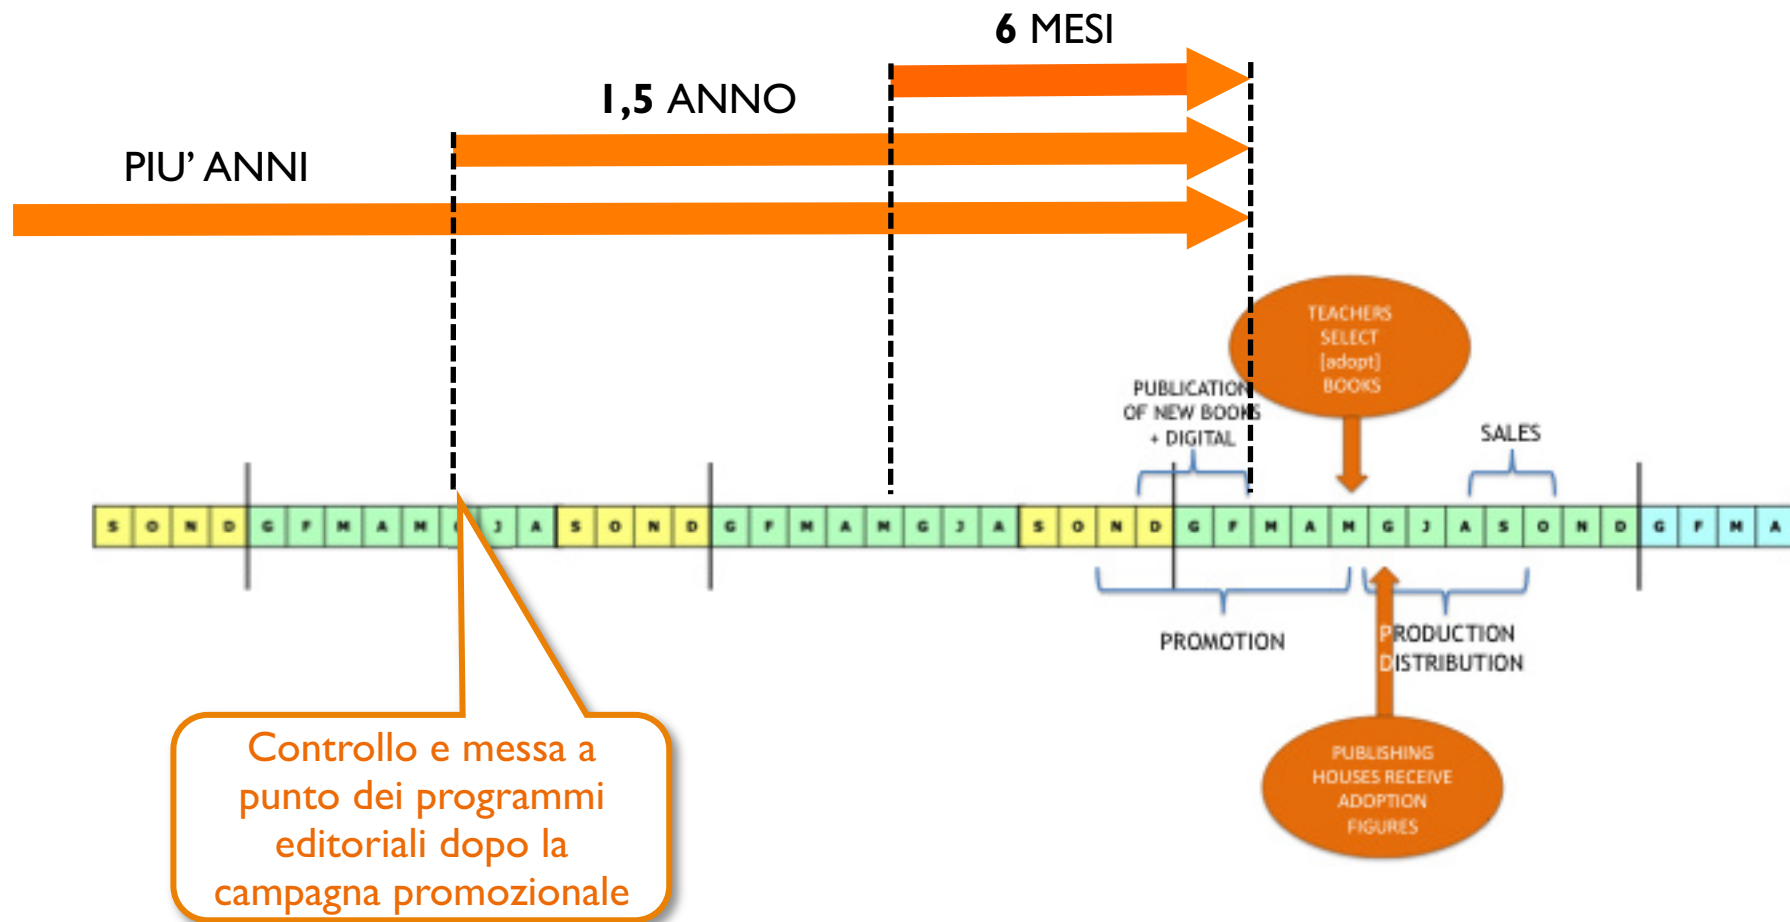 6 MESI
1,5 ANNO
PIU' ANNI
TEACHERS
SELECT
[adopt]
BOOKS
PUBLICATION
OF NEW BOOKS
+ DIGITAL
SALES
S O N D G F M A M G J A S O N D G F M A M G J A S O N D G F M A M G J A S O N D G F M A
PROMOTION
PRODUCTION
DISTRIBUTION
Controllo e messa a
punto dei programmi
editoriali dopo la
campagna promozionale
PUBLISHING
HOUSES RECEIVE
ADOPTION
FIGURES